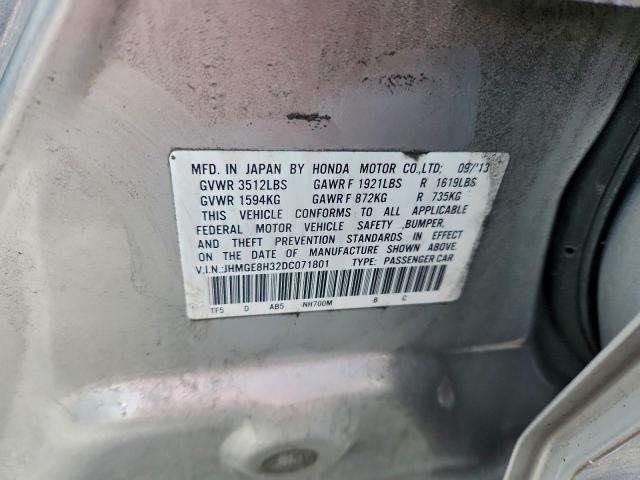 MFD. IN JAPAN BY HONDA MOTOR CO.,LTD; 09/'13
GVWR 3512LBS GAWR F 1921LBS R 1619LBS
GVWR 1594KG GAWR F 872KG R 735KG
THIS VEHICLE CONFORMS TO ALL APPLICABLE
FEDERAL MOTOR VEHICLE SAFETY ,BUMPER,
AND THEFT PREVENTION STANDARDS IN EFFECT
ON THE DATE OF MANUFACTURE SHOWN ABOVE.
V.I.N.:JHMGE8H32DC071801 TYPE: PASSENGER CAR
TF5 D AB5 NH700M B C